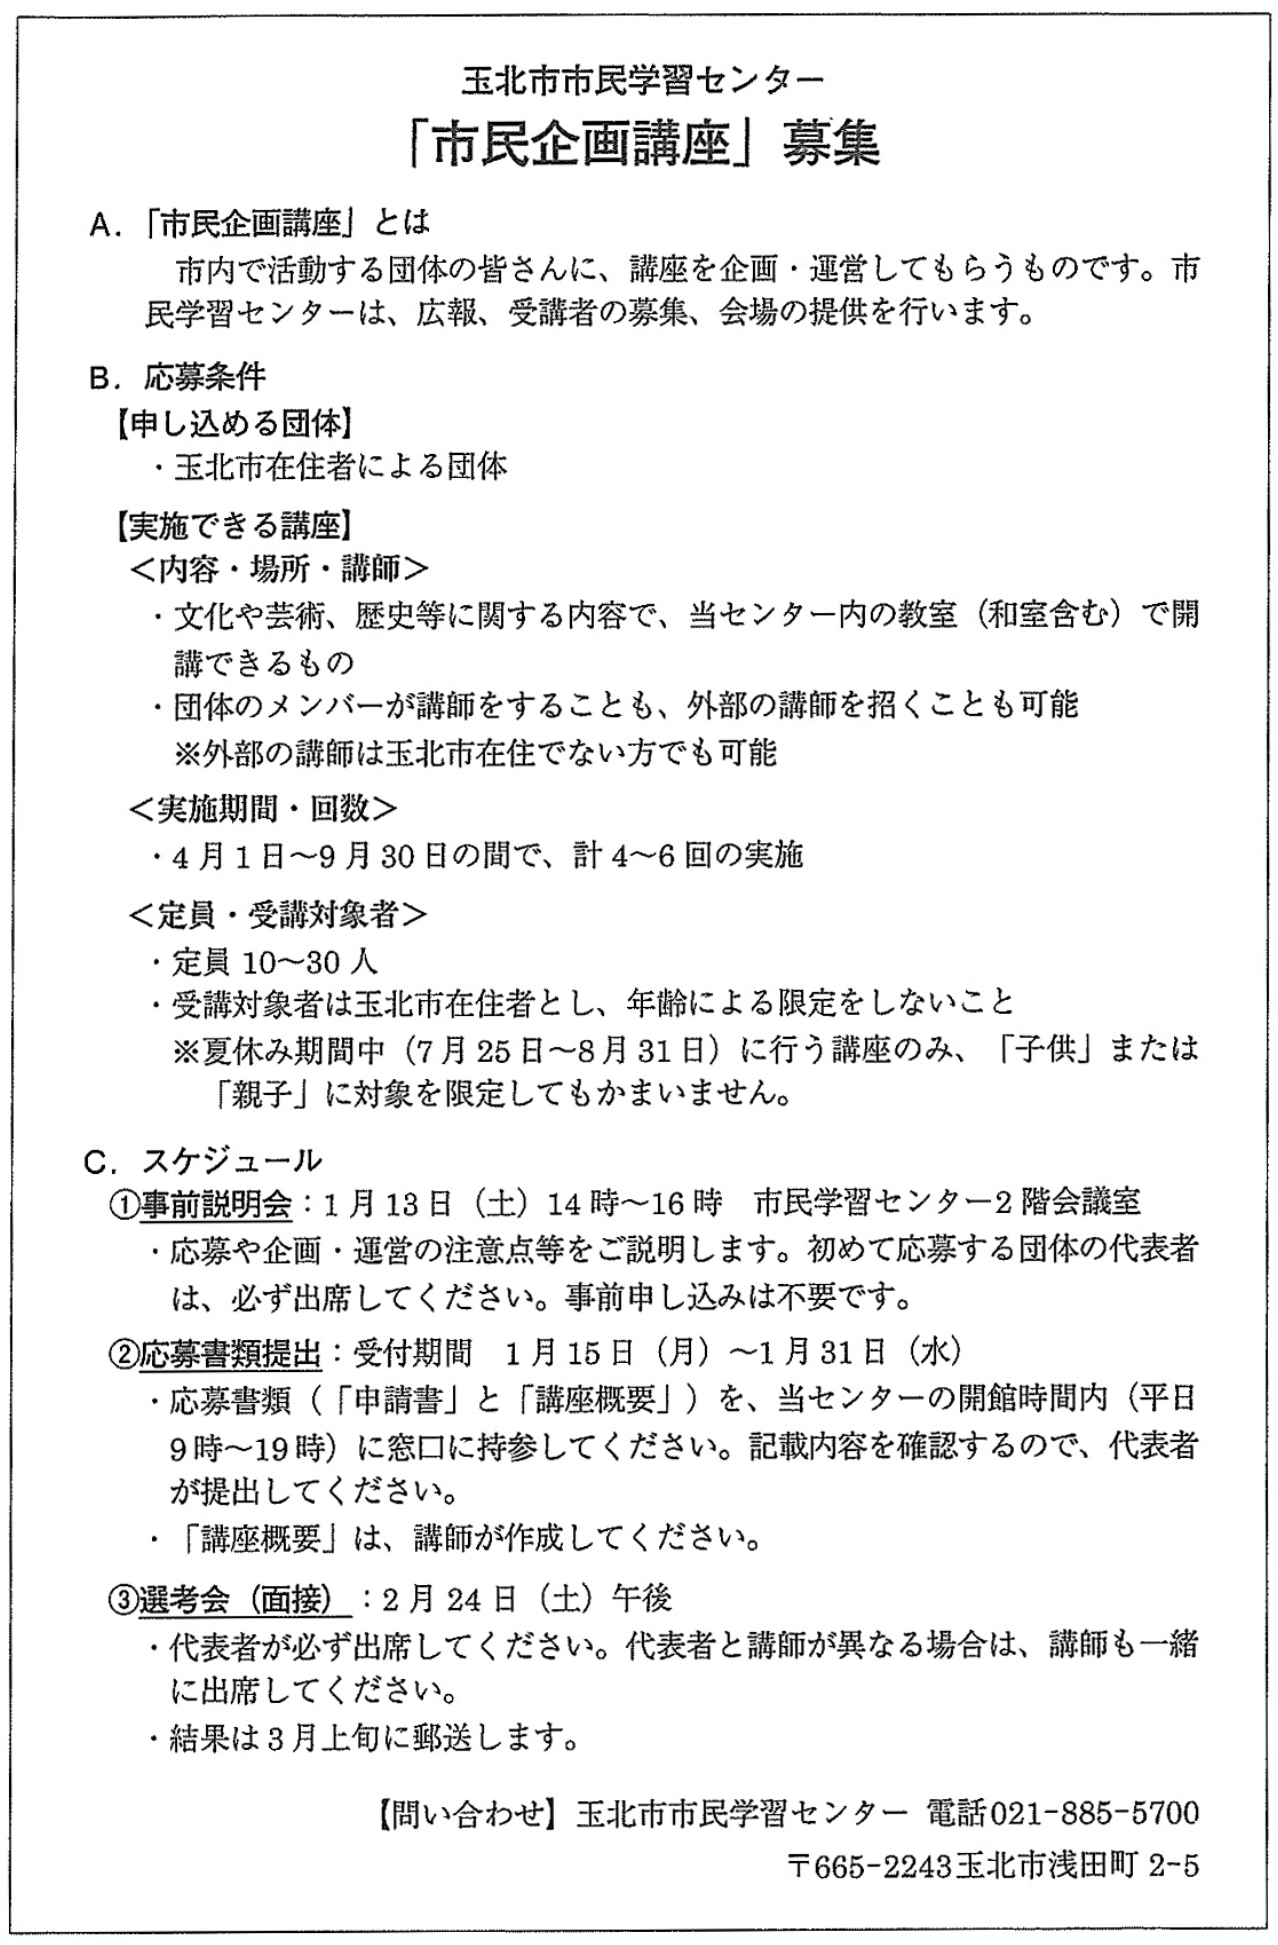 玉北市市民学習センター
「市民企画講座」募集
A.「市民企画講座」とは
市内で活動する団体の皆さんに、講座を企画・運営してもらうものです。市
民学習センターは、広報、受講者の募集、会場の提供を行います。
B. 応募条件
【申し込める団体】
・玉北市在住者による団体
【実施できる講座】
＜内容・場所・講師＞
・文化や芸術、歴史等に関する内容で、当センター内の教室（和室含む）で開
講できるもの
・団体のメンバーが講師をすることも、外部の講師を招くことも可能
※外部の講師は玉北市在住でない方でも可能
＜実施期間・回数＞
・4月1日～9月30日の間で、計4～6回の実施
＜定員・受講対象者＞
・定員 10～30 人
・受講対象者は玉北市在住者とし、年齢による限定をしないこと
※夏休み期間中（7月25日～8月31日）に行う講座のみ、「子供」または
「親子」に対象を限定してもかまいません。
C. スケジュール
①事前説明会：1月13日（土）14時～16時　市民学習センター2階会議室
・応募や企画・運営の注意点等をご説明します。初めて応募する団体の代表者
は、必ず出席してください。事前申し込みは不要です。
②応募書類提出：受付期間　1月15日（月）～1月31日（水）
・応募書類（「申請書」と「講座概要」）を、当センターの開館時間内（平日
9時～19時）に窓口に持参してください。記載内容を確認するので、代表者
が提出してください。
・「講座概要」は、講師が作成してください。
③選考会（面接）：2月24日（土）午後
・代表者が必ず出席してください。代表者と講師が異なる場合は、講師も一緒
に出席してください。
・結果は3月上旬に郵送します。
【問い合わせ】玉北市市民学習センター 電話021-885-5700
〒665-2243玉北市浅田町 2-5